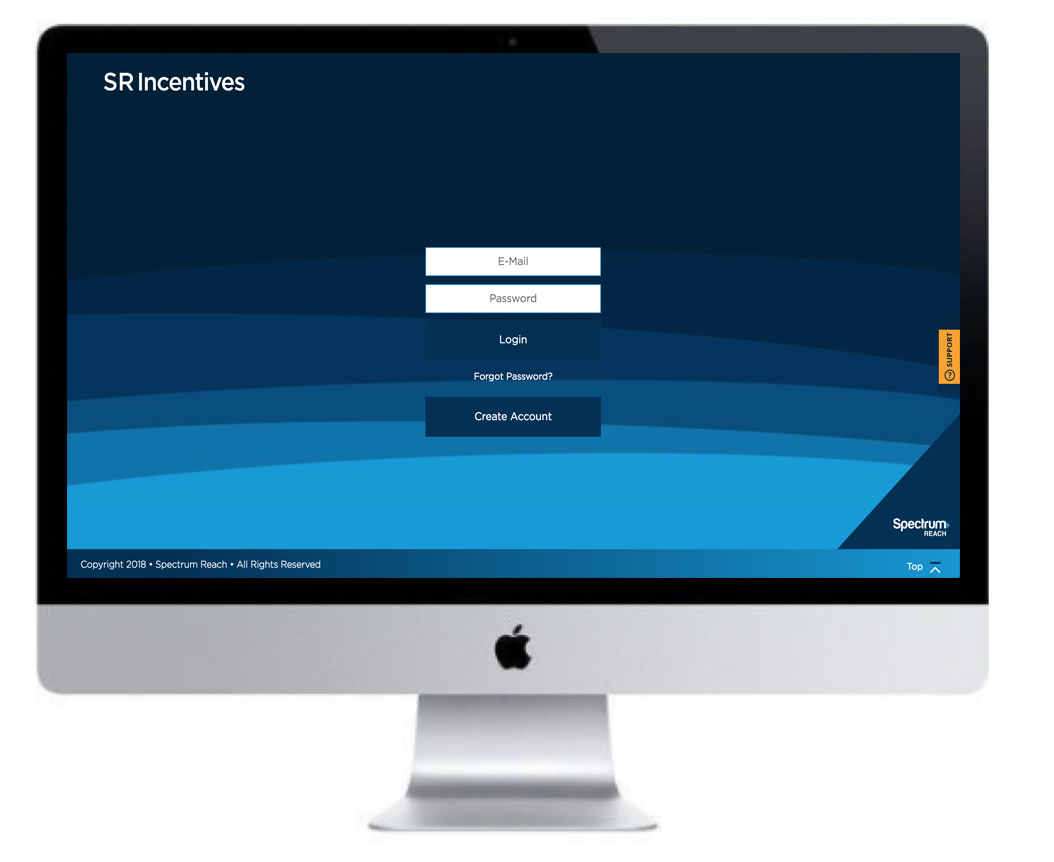 SR Incentives
E-Mail
Password
Login
SUPPORT
Forgot Password?
Create Account
Spectrum
REACH
Copyright 2018 • Spectrum Reach • All Rights Reserved
Top